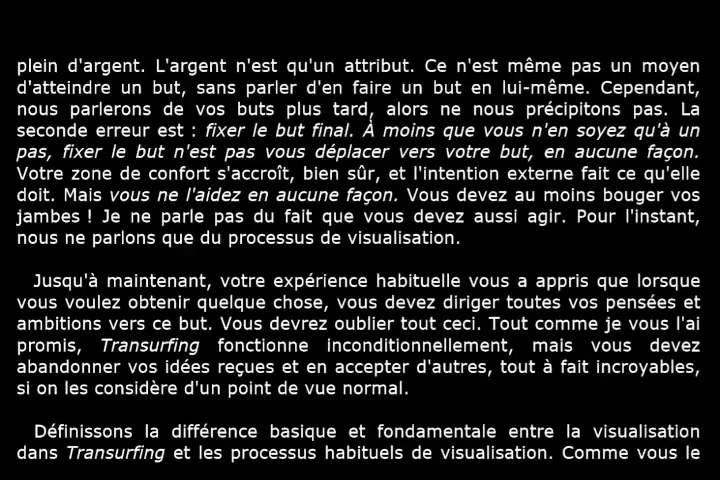 plein d'argent. L'argent n'est qu'un attribut. Ce n'est même pas un moyen
d'atteindre un but, sans parler d'en faire un but en lui-même. Cependant,
nous parlerons de vos buts plus tard, alors ne nous précipitons pas. La
seconde erreur est : fixer le but final. À moins que vous n'en soyez qu'à un
pas, fixer le but n'est pas vous déplacer vers votre but, en aucune façon.
Votre zone de confort s'accroît, bien sûr, et l'intention externe fait ce qu'elle
doit. Mais vous ne l'aidez en aucune façon. Vous devez au moins bouger vos
jambes ! Je ne parle pas du fait que vous devez aussi agir. Pour l'instant,
nous ne parlons que du processus de visualisation.
Jusqu'à maintenant, votre expérience habituelle vous a appris que lorsque
vous voulez obtenir quelque chose, vous devez diriger toutes vos pensées et
ambitions vers ce but. Vous devrez oublier tout ceci. Tout comme je vous l'ai
promis, Transurfing fonctionne inconditionnellement, mais vous devez
abandonner vos idées reçues et en accepter d'autres, tout à fait incroyables,
si on les considère d'un point de vue normal.
Définissons la différence basique et fondamentale entre la visualisation
dans Transurfing et les processus habituels de visualisation. Comme vous le